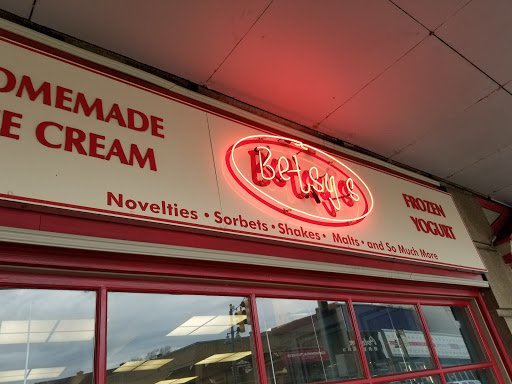 OMEMADE
E CREAM
Betsy's
FROZEN
YOGURT
Novelties • Sorbets • Shakes • Malts • and So Much More